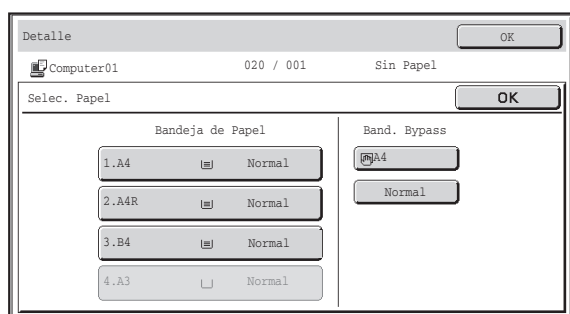 Detalle OK
Computer01 020 / 001 Sin Papel
Selec. Papel OK
Bandeja de Papel Band. Bypass
1.A4 Normal A4
2.A4R Normal Normal
3.B4 Normal
4.A3 Normal